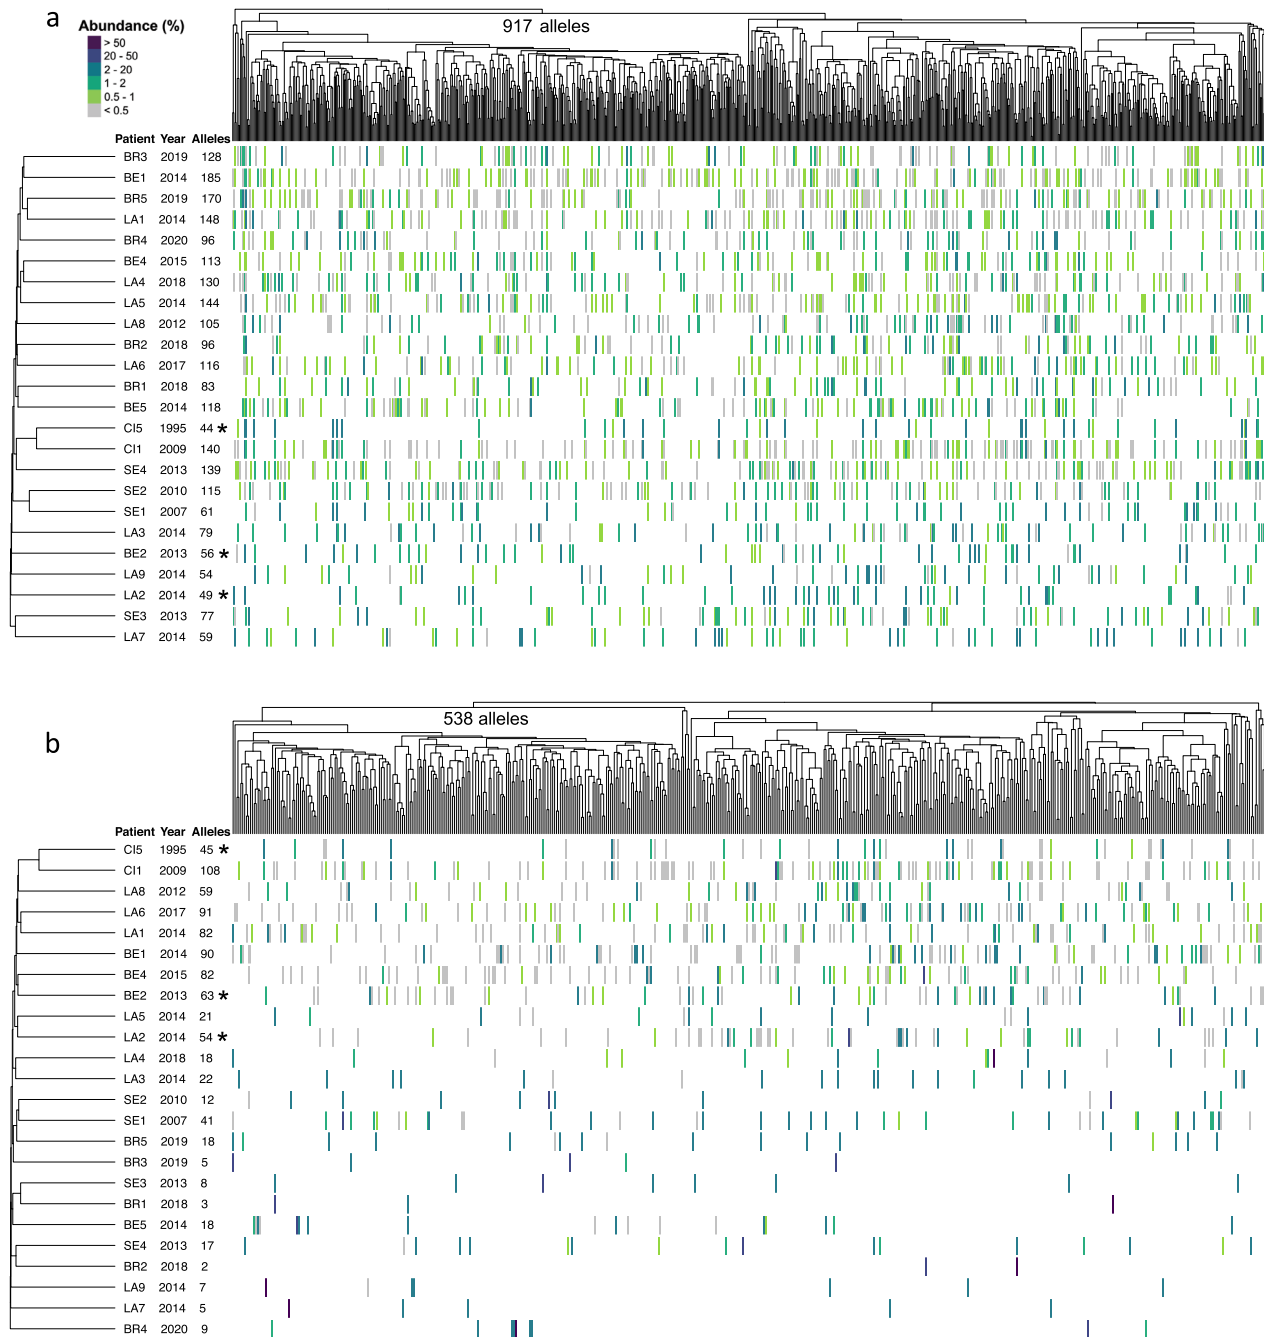 a
917 alleles
Abundance (%)
> 50
20 - 50
2 - 20
1 - 2
0.5 - 1
< 0.5
Patient Year Alleles
BR3 2019 128
BE1 2014 185
BR5 2019 170
LA1 2014 148
BR4 2020 96
BE4 2015 113
LA4 2018 130
LA5 2014 144
LA8 2012 105
BR2 2018 96
LA6 2017 116
BR1 2018 83
BE5 2014 118
CI5 1995 44 *
CI1 2009 140
SE4 2013 139
SE2 2010 115
SE1 2007 61
LA3 2014 79
BE2 2013 56 *
LA9 2014 54
LA2 2014 49 *
SE3 2013 77
LA7 2014 59
b
538 alleles
Patient Year Alleles
CI5 1995 45 *
CI1 2009 108
LA8 2012 59
LA6 2017 91
LA1 2014 82
BE1 2014 90
BE4 2015 82
BE2 2013 63 *
LA5 2014 21
LA2 2014 54 *
LA4 2018 18
LA3 2014 22
SE2 2010 12
SE1 2007 41
BR5 2019 18
BR3 2019 5
SE3 2013 8
BR1 2018 3
BE5 2014 18
SE4 2013 17
BR2 2018 2
LA9 2014 7
LA7 2014 5
BR4 2020 9